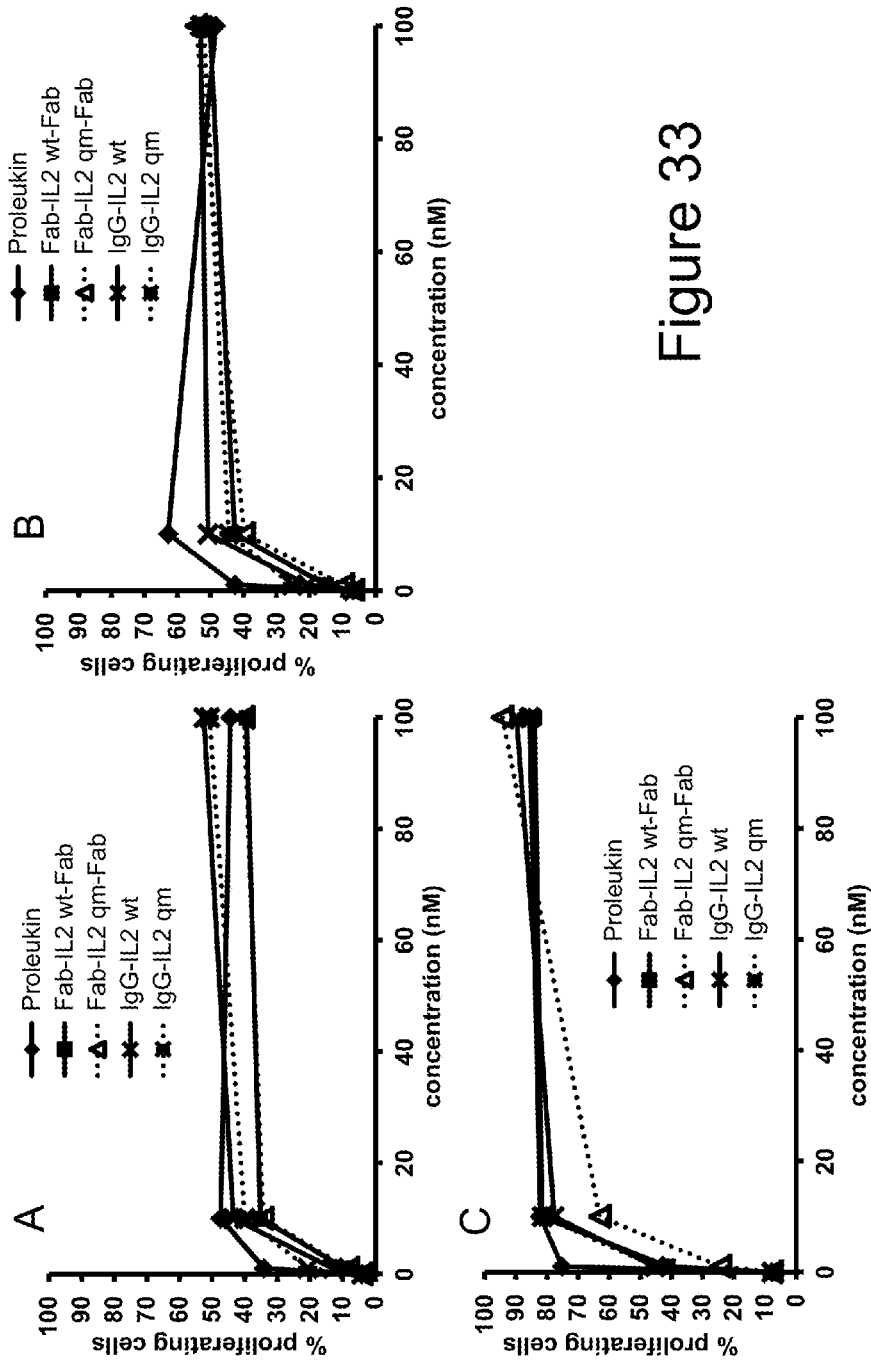 A
% proliferating cells
100
90
80
70
60
50
40
30
20
10
0
0
20
40
60
80
100
concentration (nM)
Proleukin
Fab-IL2 wt-Fab
Fab-IL2 qm-Fab
IgG-IL2 wt
IgG-IL2 qm
B
% proliferating cells
100
90
80
70
60
50
40
30
20
10
0
0
20
40
60
80
100
concentration (nM)
Proleukin
Fab-IL2 wt-Fab
Fab-IL2 qm-Fab
IgG-IL2 wt
IgG-IL2 qm
C
% proliferating cells
100
90
80
70
60
50
40
30
20
10
0
0
20
40
60
80
100
concentration (nM)
Proleukin
Fab-IL2 wt-Fab
Fab-IL2 qm-Fab
IgG-IL2 wt
IgG-IL2 qm
Figure 33